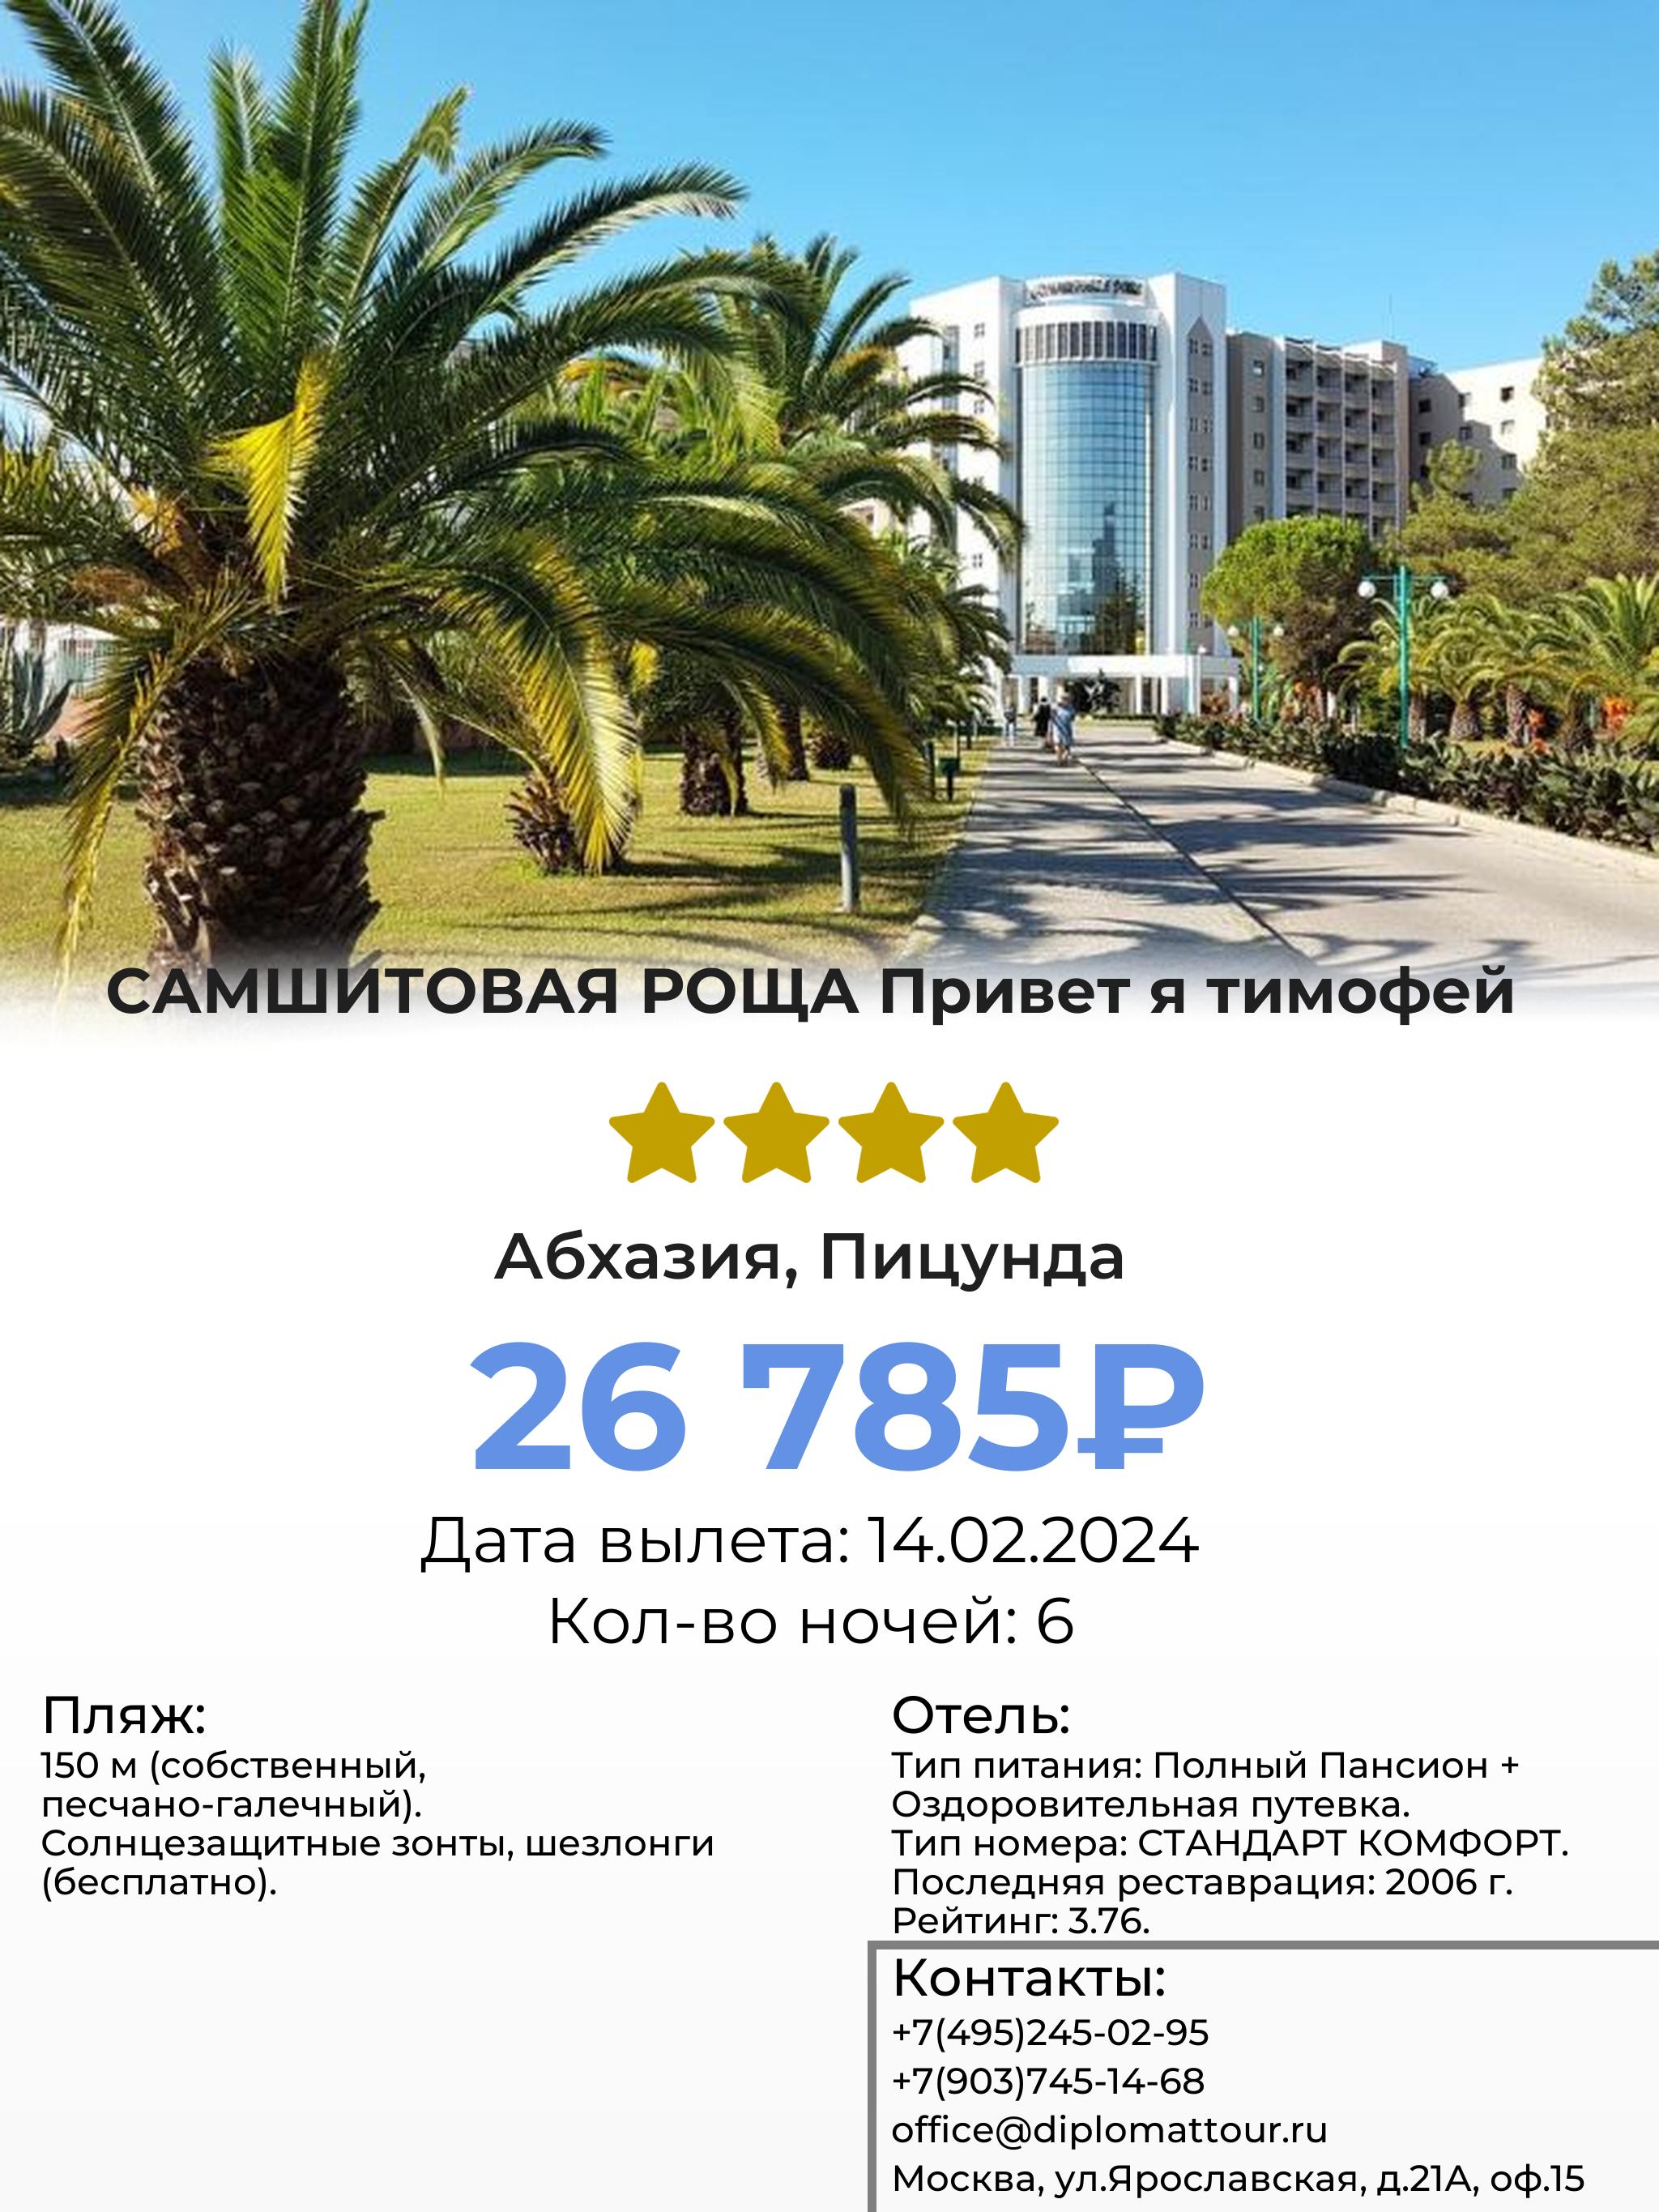 САМШИТОВАЯ РОЩА Привет я тимофей
Абхазия, Пицунда
26 785₽
Дата вылета: 14.02.2024
Кол-во ночей: 6
Пляж:
150 м (собственный,
песчано-галечный).
Солнцезащитные зонты, шезлонги
(бесплатно).
Отель:
Тип питания: Полный Пансион +
Оздоровительная путевка.
Тип номера: СТАНДАРТ КОМФОРТ.
Последняя реставрация: 2006 г.
Рейтинг: 3.76.
Контакты:
+7(495)245-02-95
+7(903)745-14-68
office@diplomattour.ru
Москва, ул.Ярославская, д.21А, оф.15